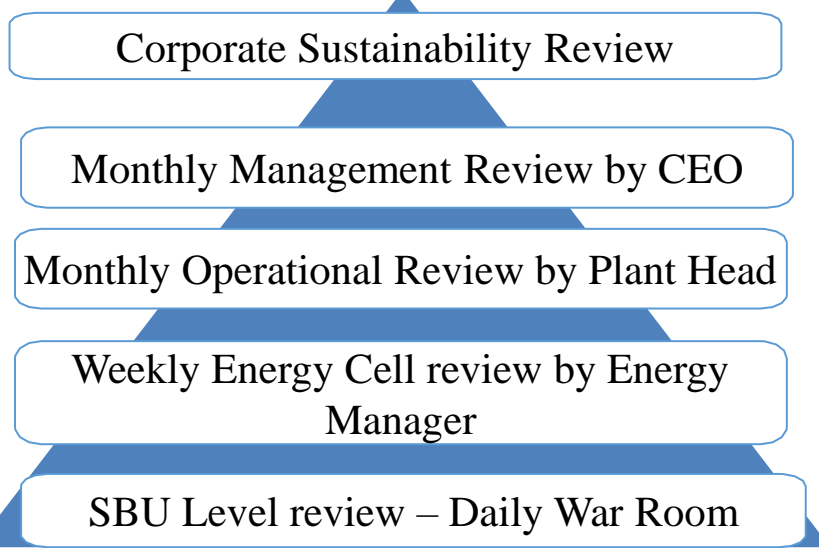 Corporate Sustainability Review
Monthly Management Review by CEO
Monthly Operational Review by Plant Head
Weekly Energy Cell review by Energy
Manager
SBU Level review – Daily War Room